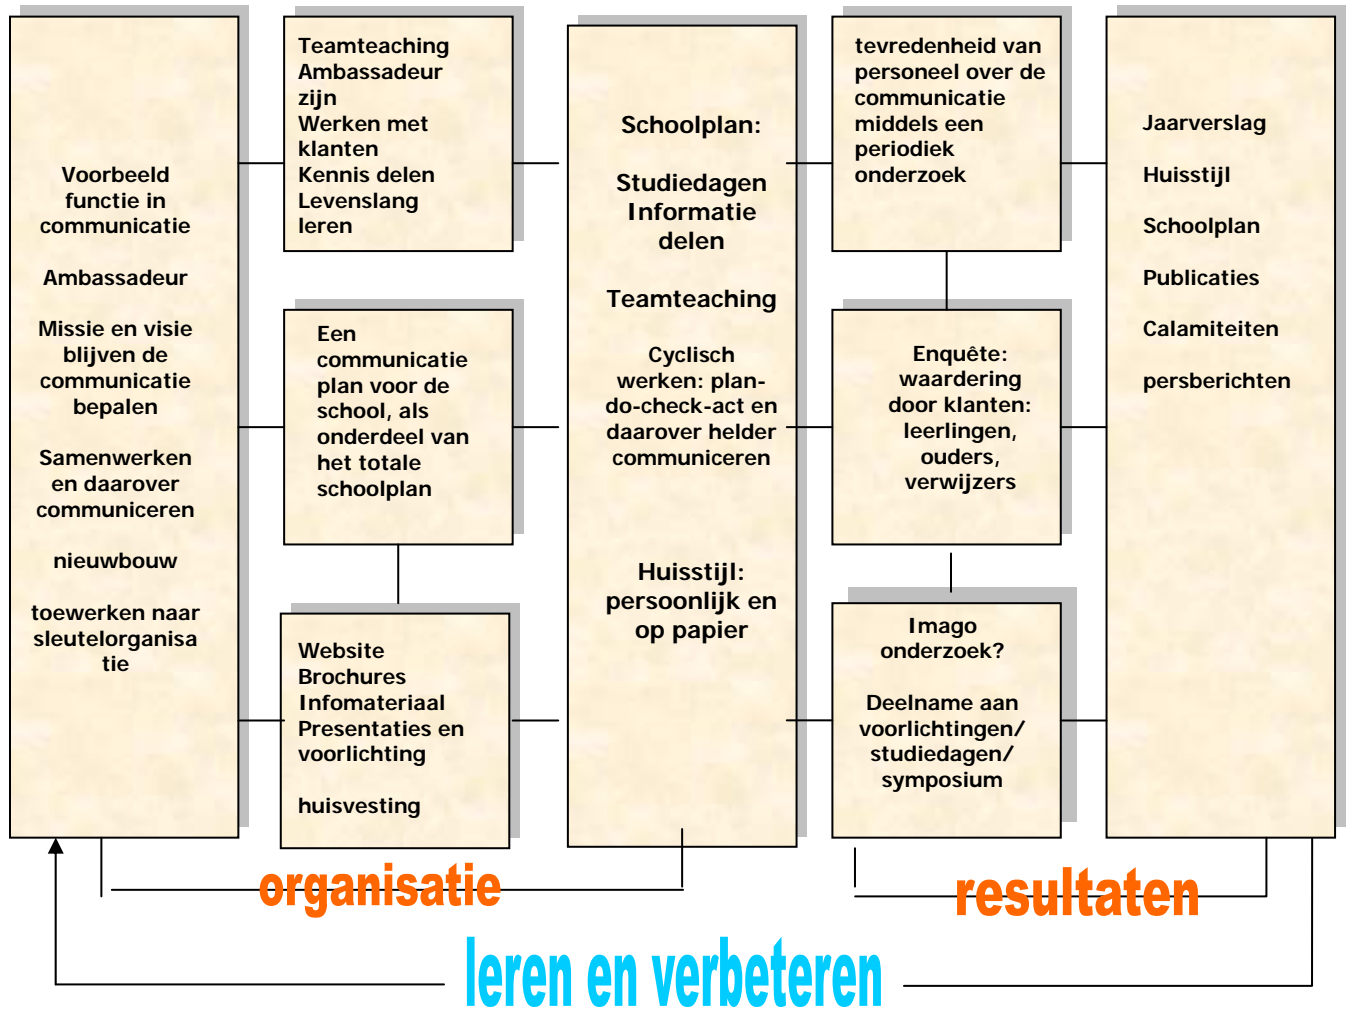 Voorbeeld
functie in
communicatie
Ambassadeur
Missie en visie
blijven de
communicatie
bepalen
Samenwerken
en daarover
communiceren
nieuwbouw
toewerken naar
sleutelorganisa
tie
Teamteaching
Ambassadeur
zijn
Werken met
klanten
Kennis delen
Levenslang
leren
Een
communicatie
plan voor de
school, als
onderdeel van
het totale
schoolplan
Website
Brochures
Infomateriaal
Presentaties en
voorlichting
huisvesting
Schoolplan:
Studiedagen
Informatie
delen
Teamteaching
Cyclisch
werken: plan-
do-check-act en
daarover helder
communiceren
Huisstijl:
persoonlijk en
op papier
tevredenheid van
personeel over de
communicatie
middels een
periodiek
onderzoek
Enquête:
waardering
door klanten:
leerlingen,
ouders,
verwijzers
Imago
onderzoek?
Deelname aan
voorlichtingen/
studiedagen/
symposium
Jaarverslag
Huisstijl
Schoolplan
Publicaties
Calamiteiten
persberichten
organisatie
resultaten
leren en verbeteren